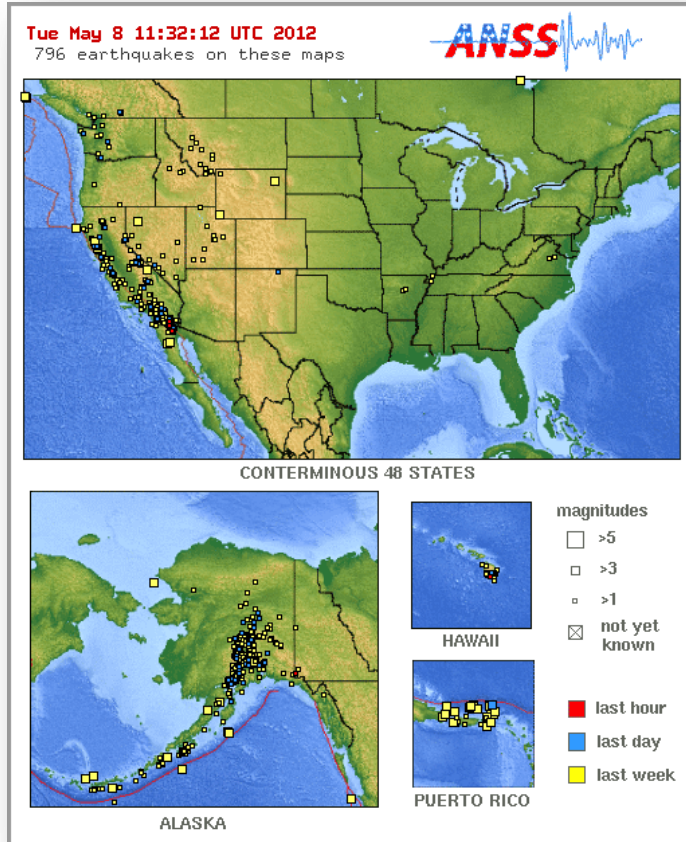 Tue May 8 11:32:12 UTC 2012
796 earthquakes on these maps
ANSS
CONTERMINOUS 48 STATES
magnitudes
>5
>3
>1
not yet
known
HAWAII
last hour
last day
last week
PUERTO RICO
ALASKA